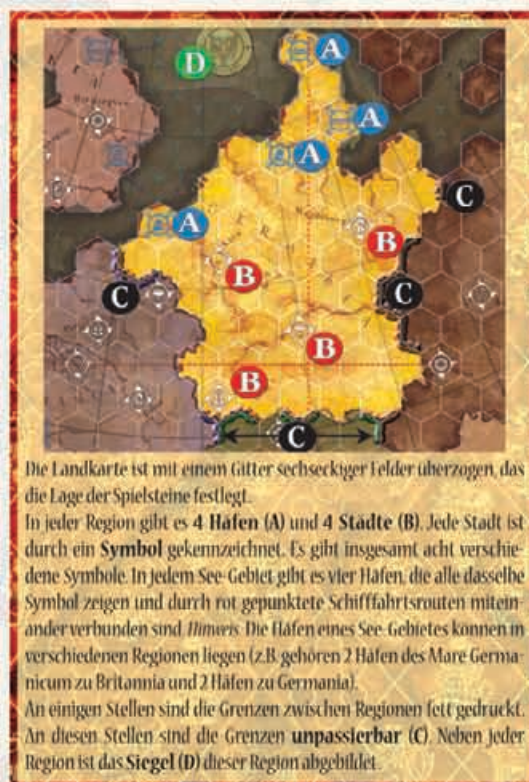 D
A
A
A
A
C
B
B
C
C
B
B
C
Die Landkarte ist mit einem Gitter sechseckiger Felder überzogen, das
die Lage der Spielsteine festlegt.
In jeder Region gibt es 4 Häfen (A) und 4 Städte (B). Jede Stadt ist
durch ein Symbol gekennzeichnet. Es gibt insgesamt acht verschie-
dene Symbole. In jedem See-Gebiet gibt es vier Häfen, die alle dasselbe
Symbol zeigen und durch rot gepunktete Schifffahrtsrouten mitein-
ander verbunden sind. Hinweis: Die Häfen eines See-Gebietes können in
verschiedenen Regionen liegen (z.B. gehören 2 Häfen des Mare Germa-
nicum zu Britannia und 2 Häfen zu Germania).
An einigen Stellen sind die Grenzen zwischen Regionen fett gedruckt.
An diesen Stellen sind die Grenzen unpassierbar (C). Neben jeder
Region ist das Siegel (D) dieser Region abgebildet.